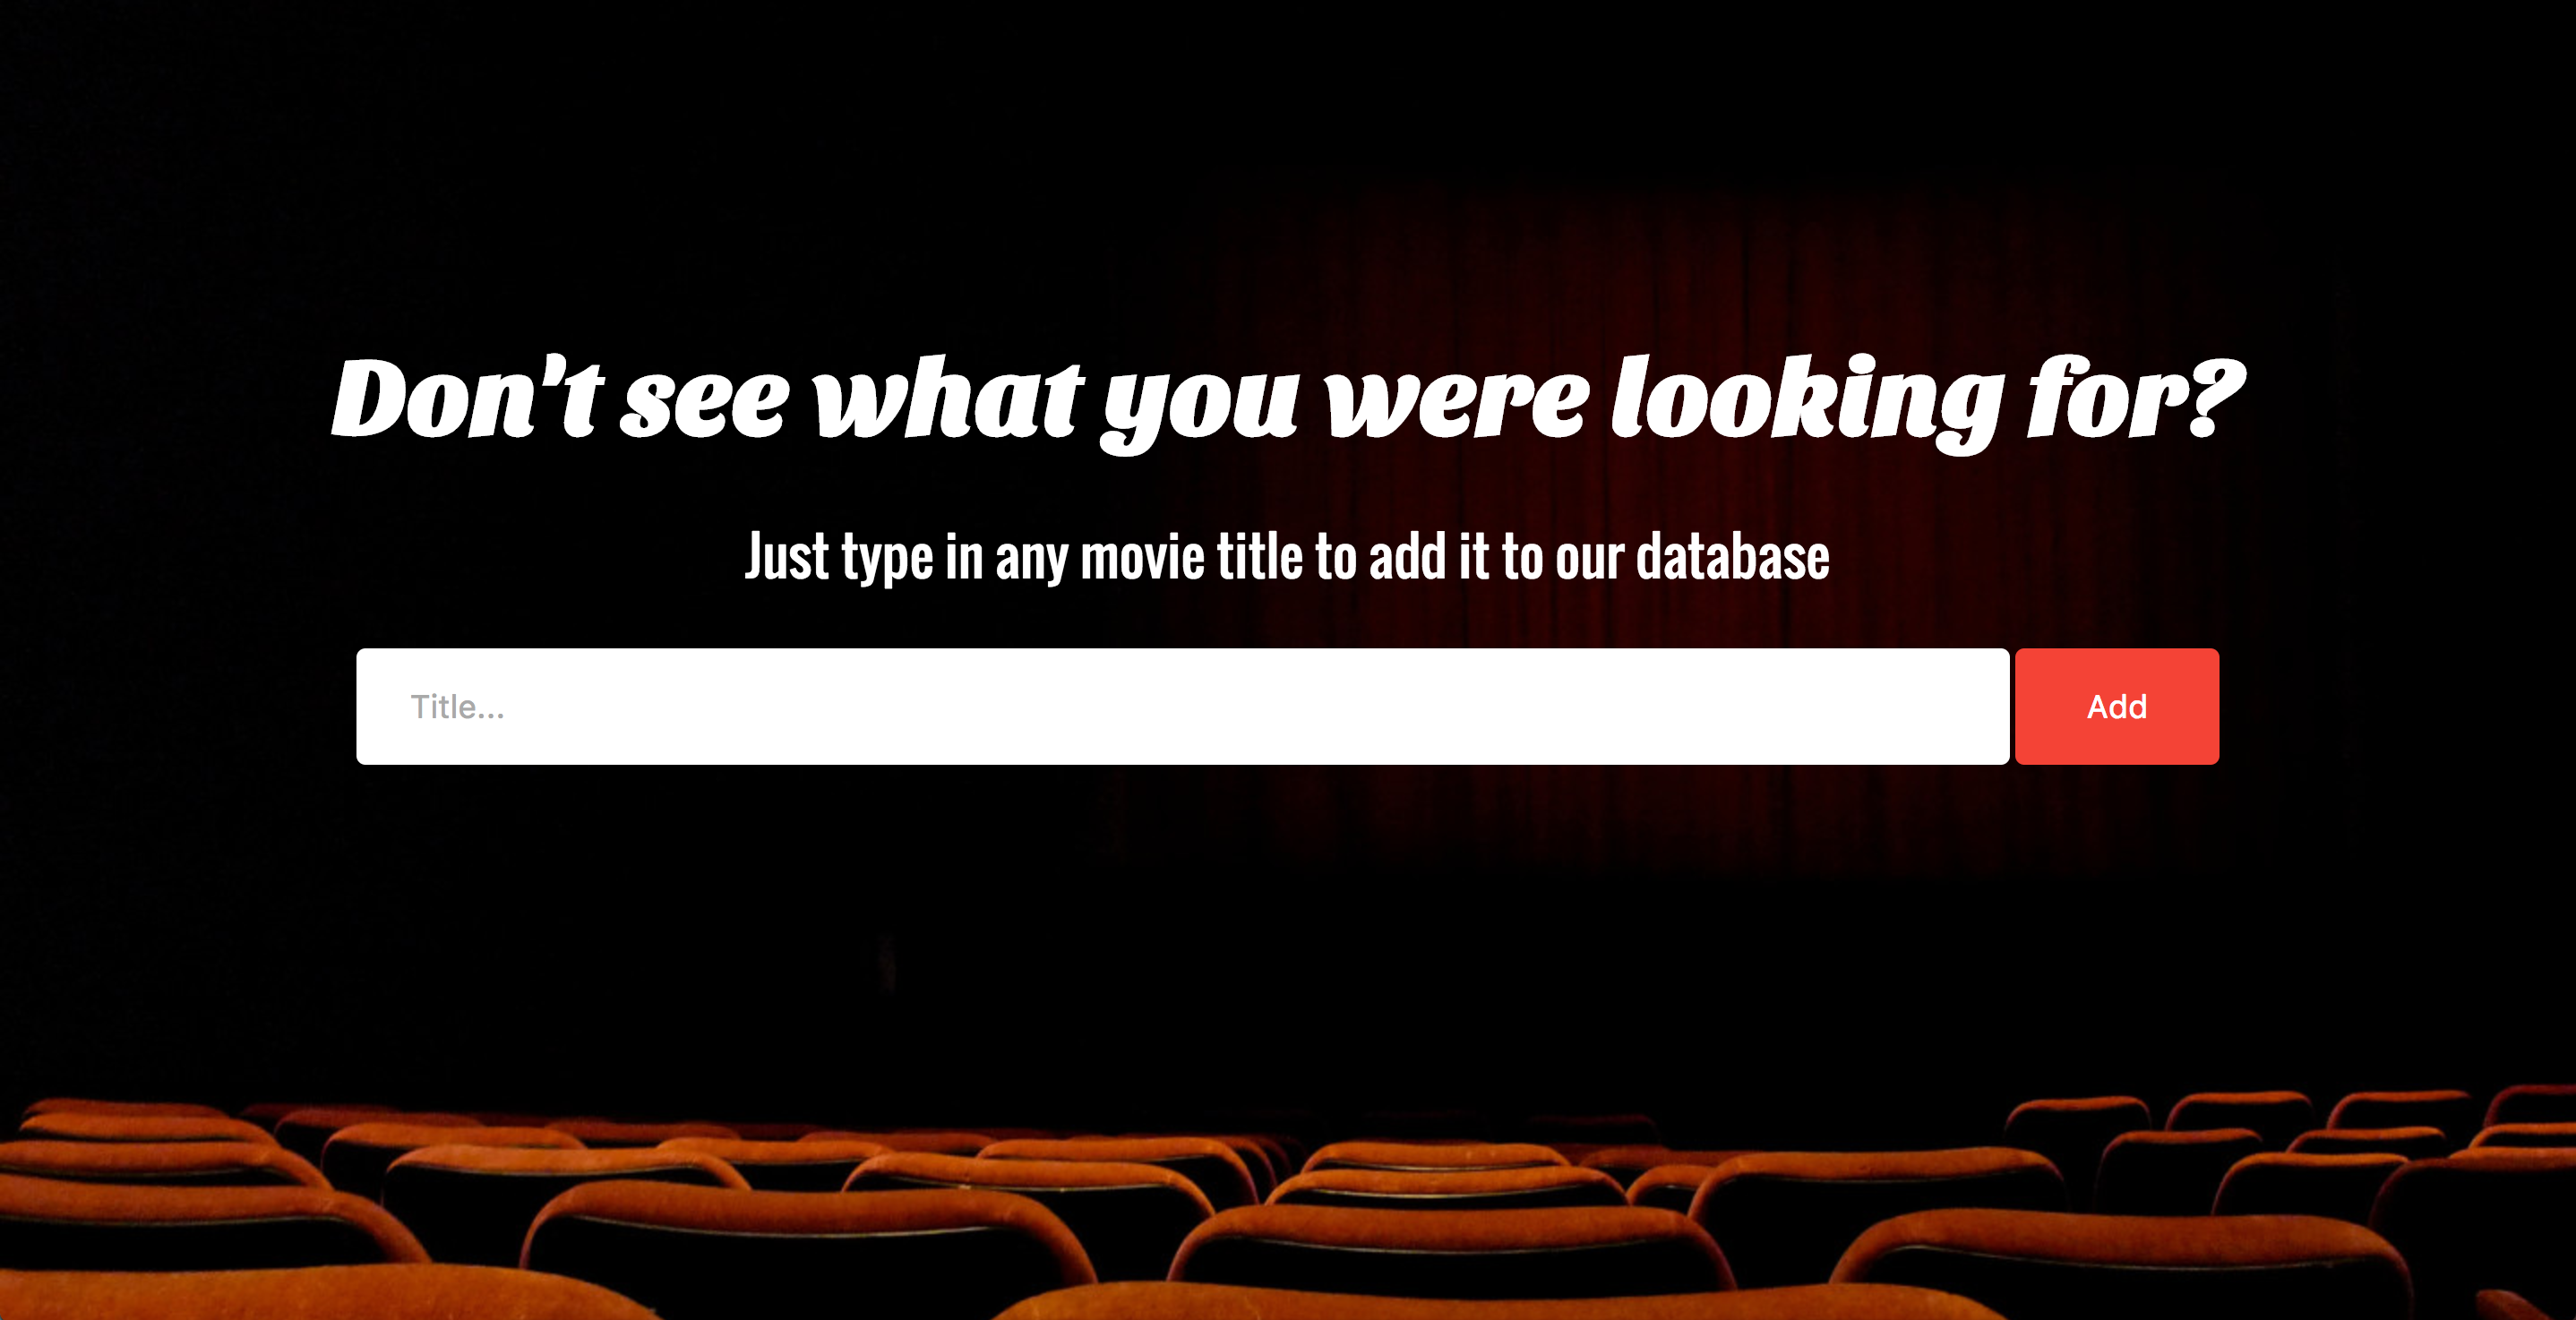 Don't see what you were looking for?
Just type in any movie title to add it to our database
Title...
Add